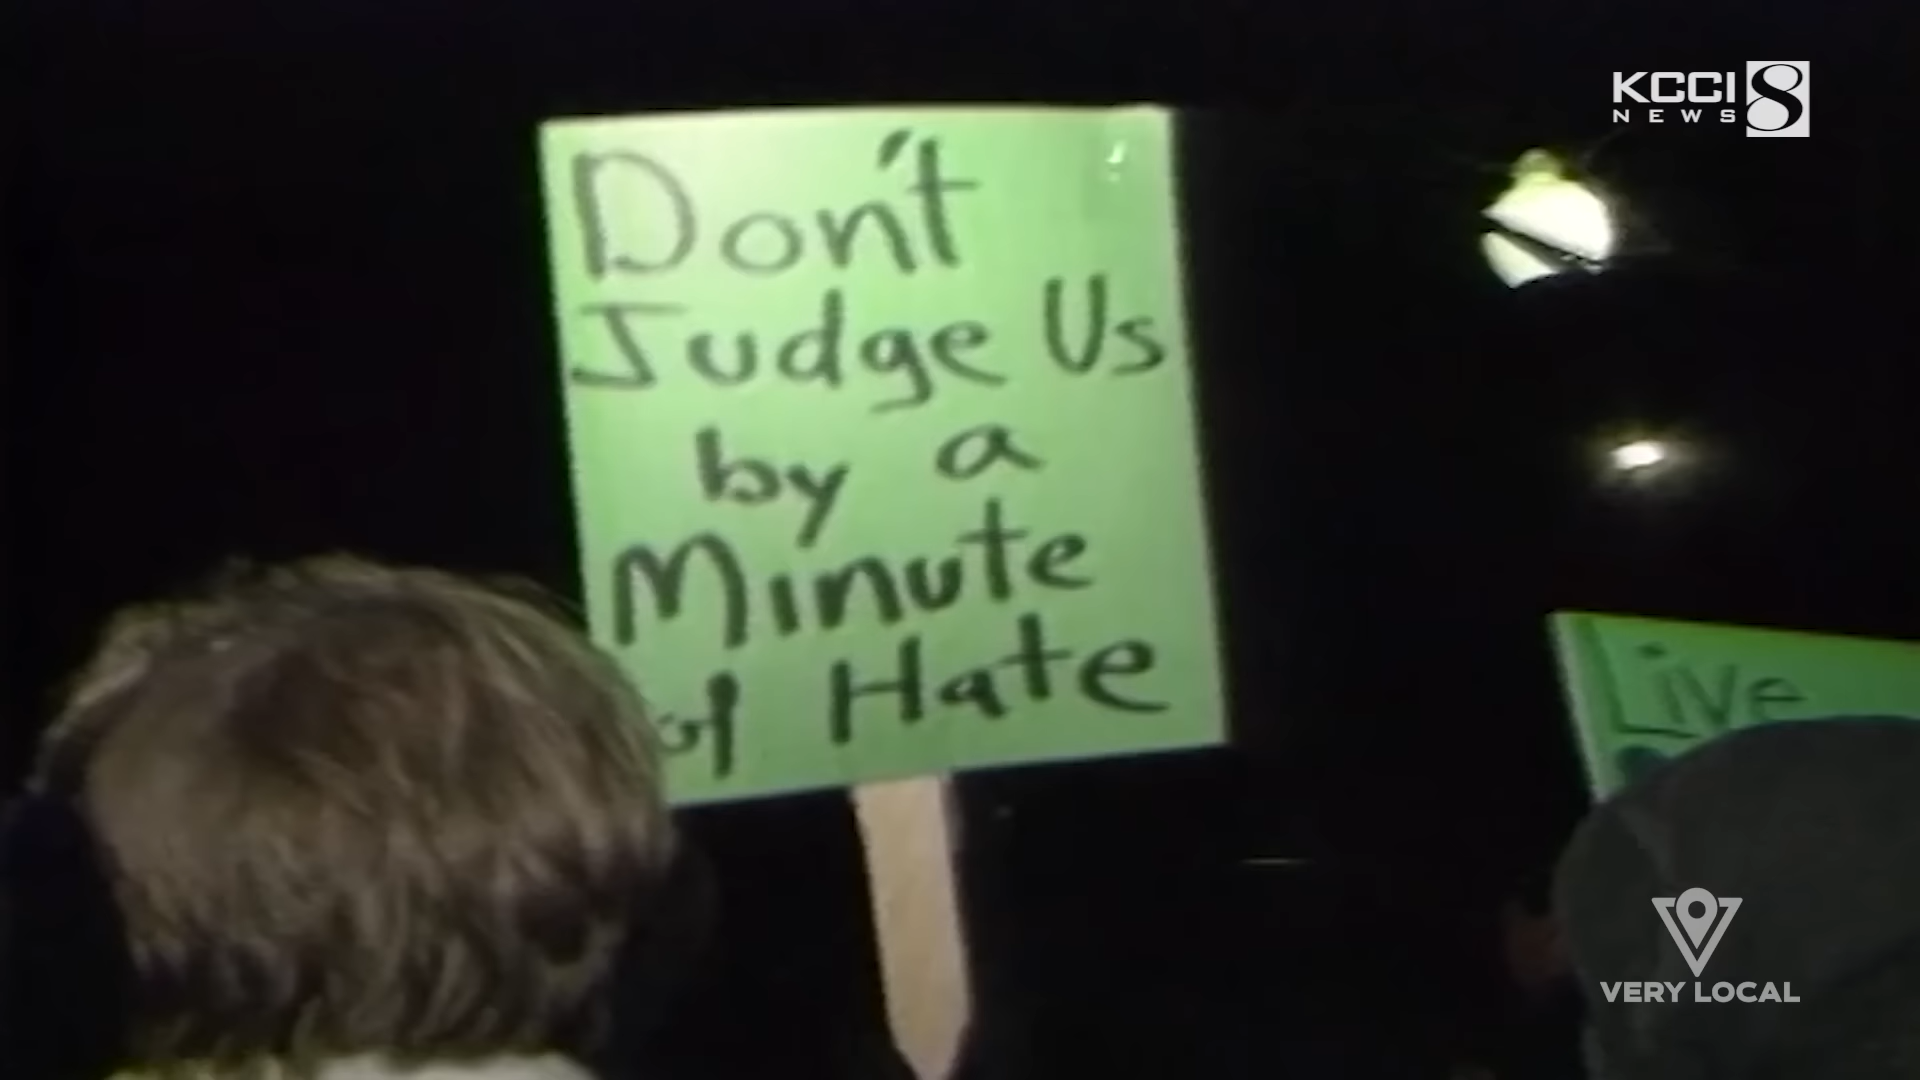 KCCI 8
NEWS
Don't
Judge Us
by a
Minute
of Hate
Live
VERY LOCAL